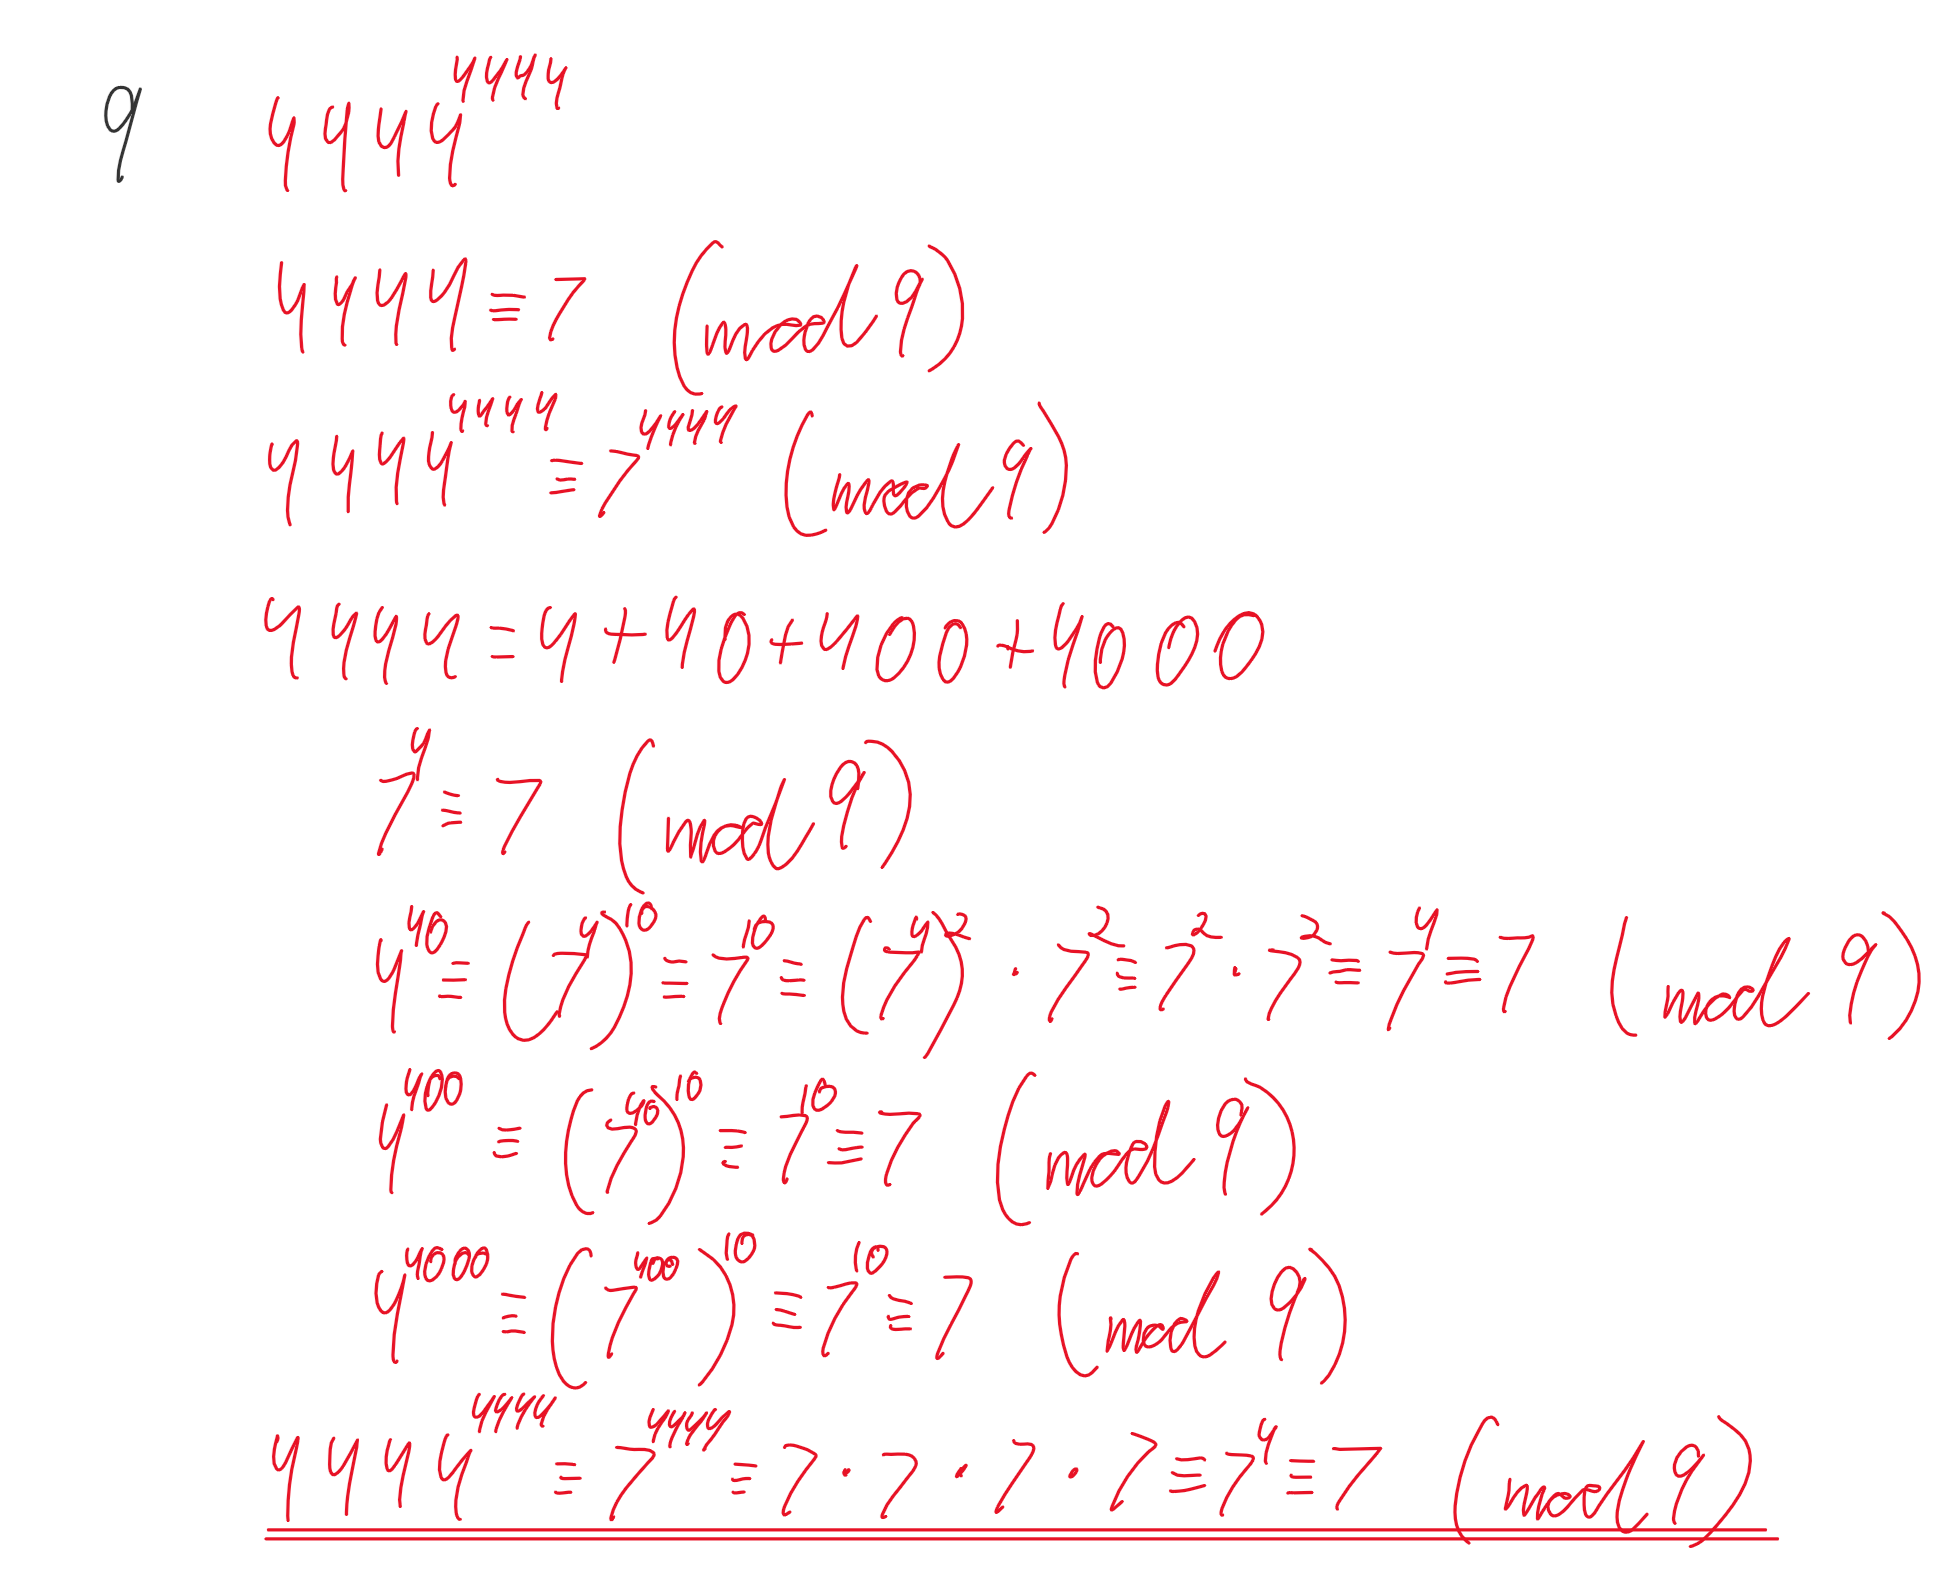 9 4444^4444
4444 ≡ 7 (mod 9)
4444^4444 ≡ 7^4444 (mod 9)
4444 = 4 + 40 + 400 + 4000
7^4 ≡ 7 (mod 9)
4^40 ≡ (7^4)^10 ≡ 7^10 ≡ (7^4)^2 · 7^2 ≡ 7^2 · 7^2 ≡ 7^4 ≡ 7 (mod 9)
4^400 ≡ (7^40)^10 ≡ 7^10 ≡ 7 (mod 9)
4^4000 ≡ (7^400)^10 ≡ 7^10 ≡ 7 (mod 9)
4444^4444 ≡ 7^4444 ≡ 7 · 7 · 7 · 7 ≡ 7^4 ≡ 7 (mod 9)